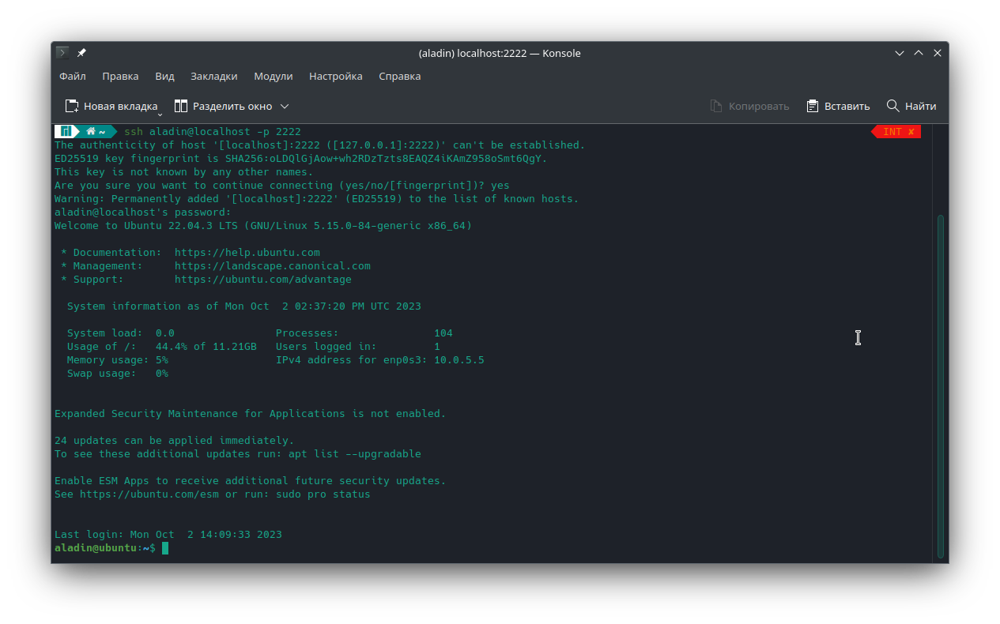 (aladin) localhost:2222 — Konsole
Файл Правка Вид Закладки Модули Настройка Справка
Новая вкладка Разделить окно Копировать Вставить Найти
~ ssh aladin@localhost -p 2222 INT ✘
The authenticity of host '[localhost]:2222 ([127.0.0.1]:2222)' can't be established.
ED25519 key fingerprint is SHA256:oLDQlGjAow+wh2RDzTzts8EAQZ4iKAmZ958oSmt6QgY.
This key is not known by any other names.
Are you sure you want to continue connecting (yes/no/[fingerprint])? yes
Warning: Permanently added '[localhost]:2222' (ED25519) to the list of known hosts.
aladin@localhost's password:
Welcome to Ubuntu 22.04.3 LTS (GNU/Linux 5.15.0-84-generic x86_64)
* Documentation: https://help.ubuntu.com
* Management: https://landscape.canonical.com
* Support: https://ubuntu.com/advantage
System information as of Mon Oct 2 02:37:20 PM UTC 2023
System load: 0.0 Processes: 104
Usage of /: 44.4% of 11.21GB Users logged in: 1
Memory usage: 5% IPv4 address for enp0s3: 10.0.5.5
Swap usage: 0%
Expanded Security Maintenance for Applications is not enabled.
24 updates can be applied immediately.
To see these additional updates run: apt list --upgradable
Enable ESM Apps to receive additional future security updates.
See https://ubuntu.com/esm or run: sudo pro status
Last login: Mon Oct 2 14:09:33 2023
aladin@ubuntu:~$